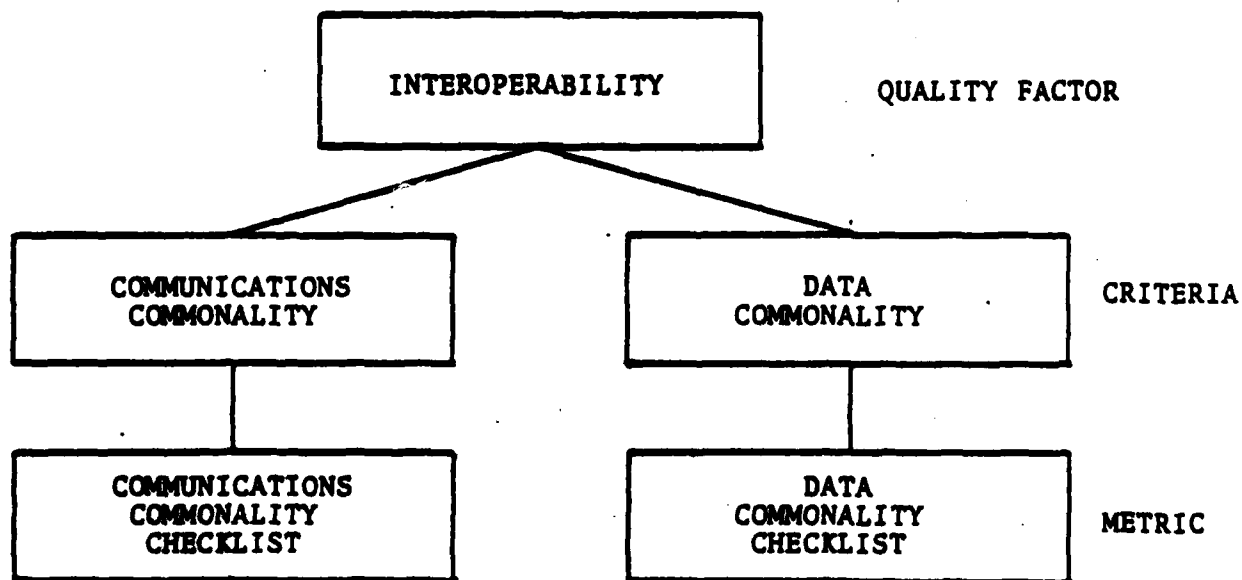 INTEROPERABILITY
QUALITY FACTOR
COMMUNICATIONS
COMMONALITY
DATA
COMMONALITY
CRITERIA
COMMUNICATIONS
COMMONALITY
CHECKLIST
DATA
COMMONALITY
CHECKLIST
METRIC